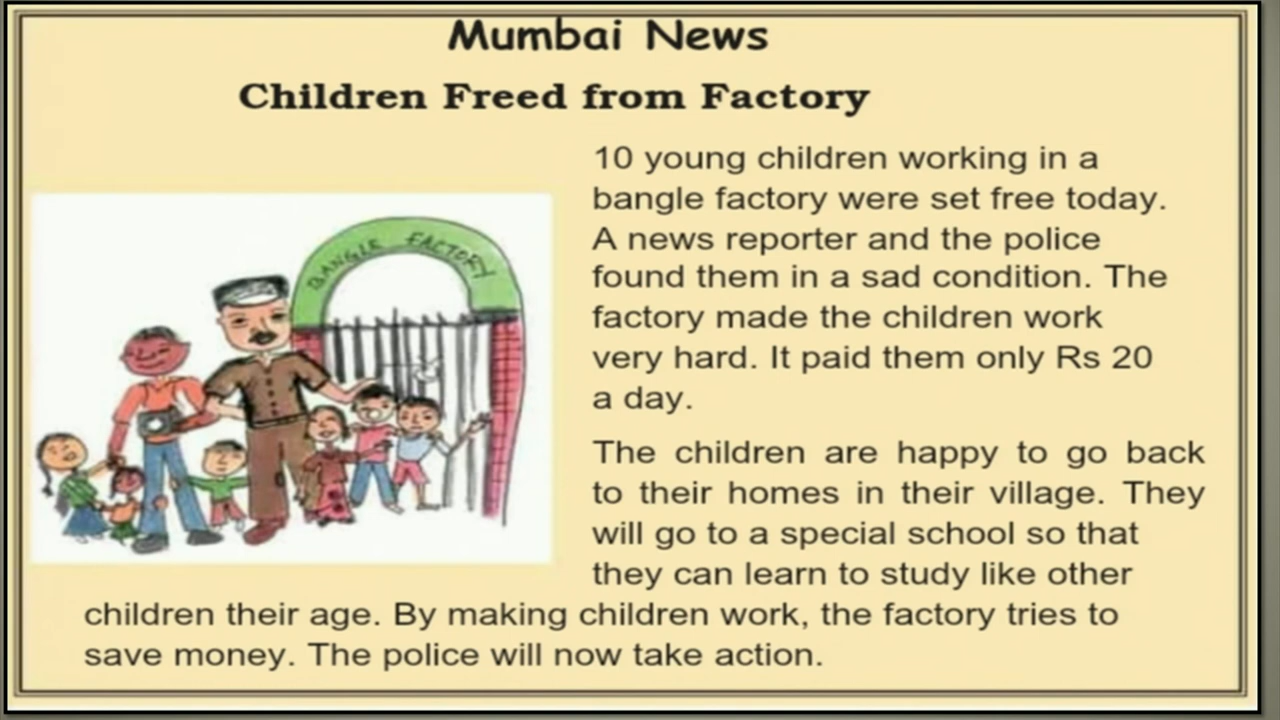 Mumbai News
Children Freed from Factory
BANGLE FACTORY
10 young children working in a
bangle factory were set free today.
A news reporter and the police
found them in a sad condition. The
factory made the children work
very hard. It paid them only Rs 20
a day.
The children are happy to go back
to their homes in their village. They
will go to a special school so that
they can learn to study like other
children their age. By making children work, the factory tries to
save money. The police will now take action.